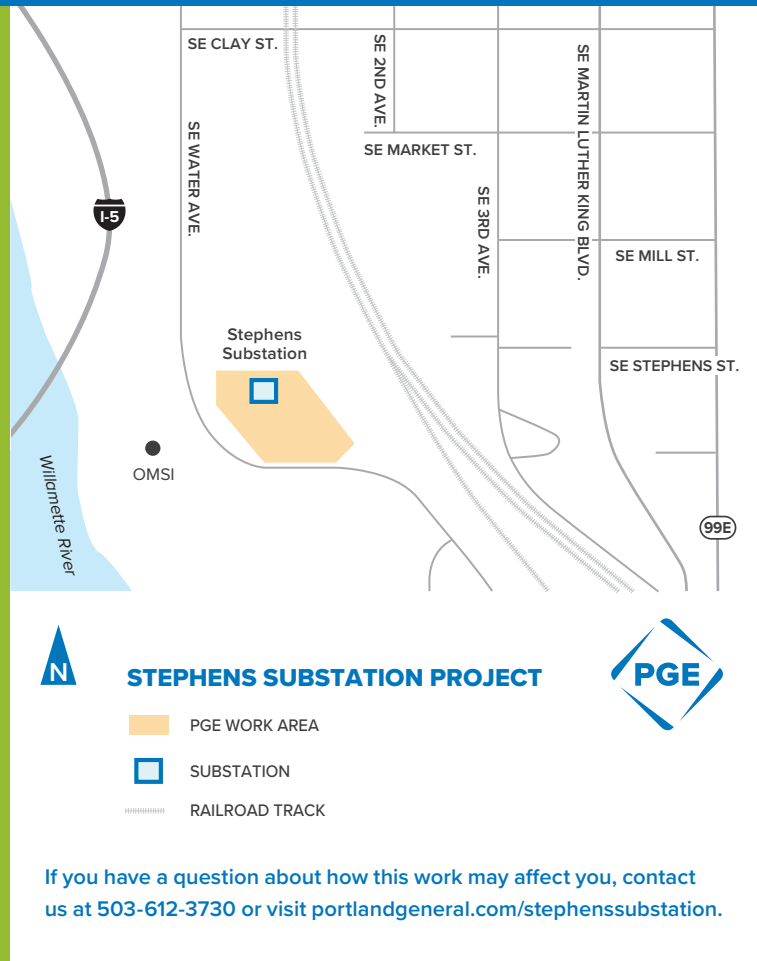 SE CLAY ST.
SE 2ND AVE.
SE MARTIN LUTHER KING BLVD.
SE WATER AVE.
SE MARKET ST.
SE 3RD AVE.
I-5
SE MILL ST.
Stephens
Substation
SE STEPHENS ST.
OMSI
Willamette River
99E
N
STEPHENS SUBSTATION PROJECT
PGE
PGE WORK AREA
SUBSTATION
RAILROAD TRACK
If you have a question about how this work may affect you, contact
us at 503-612-3730 or visit portlandgeneral.com/stephenssubstation.